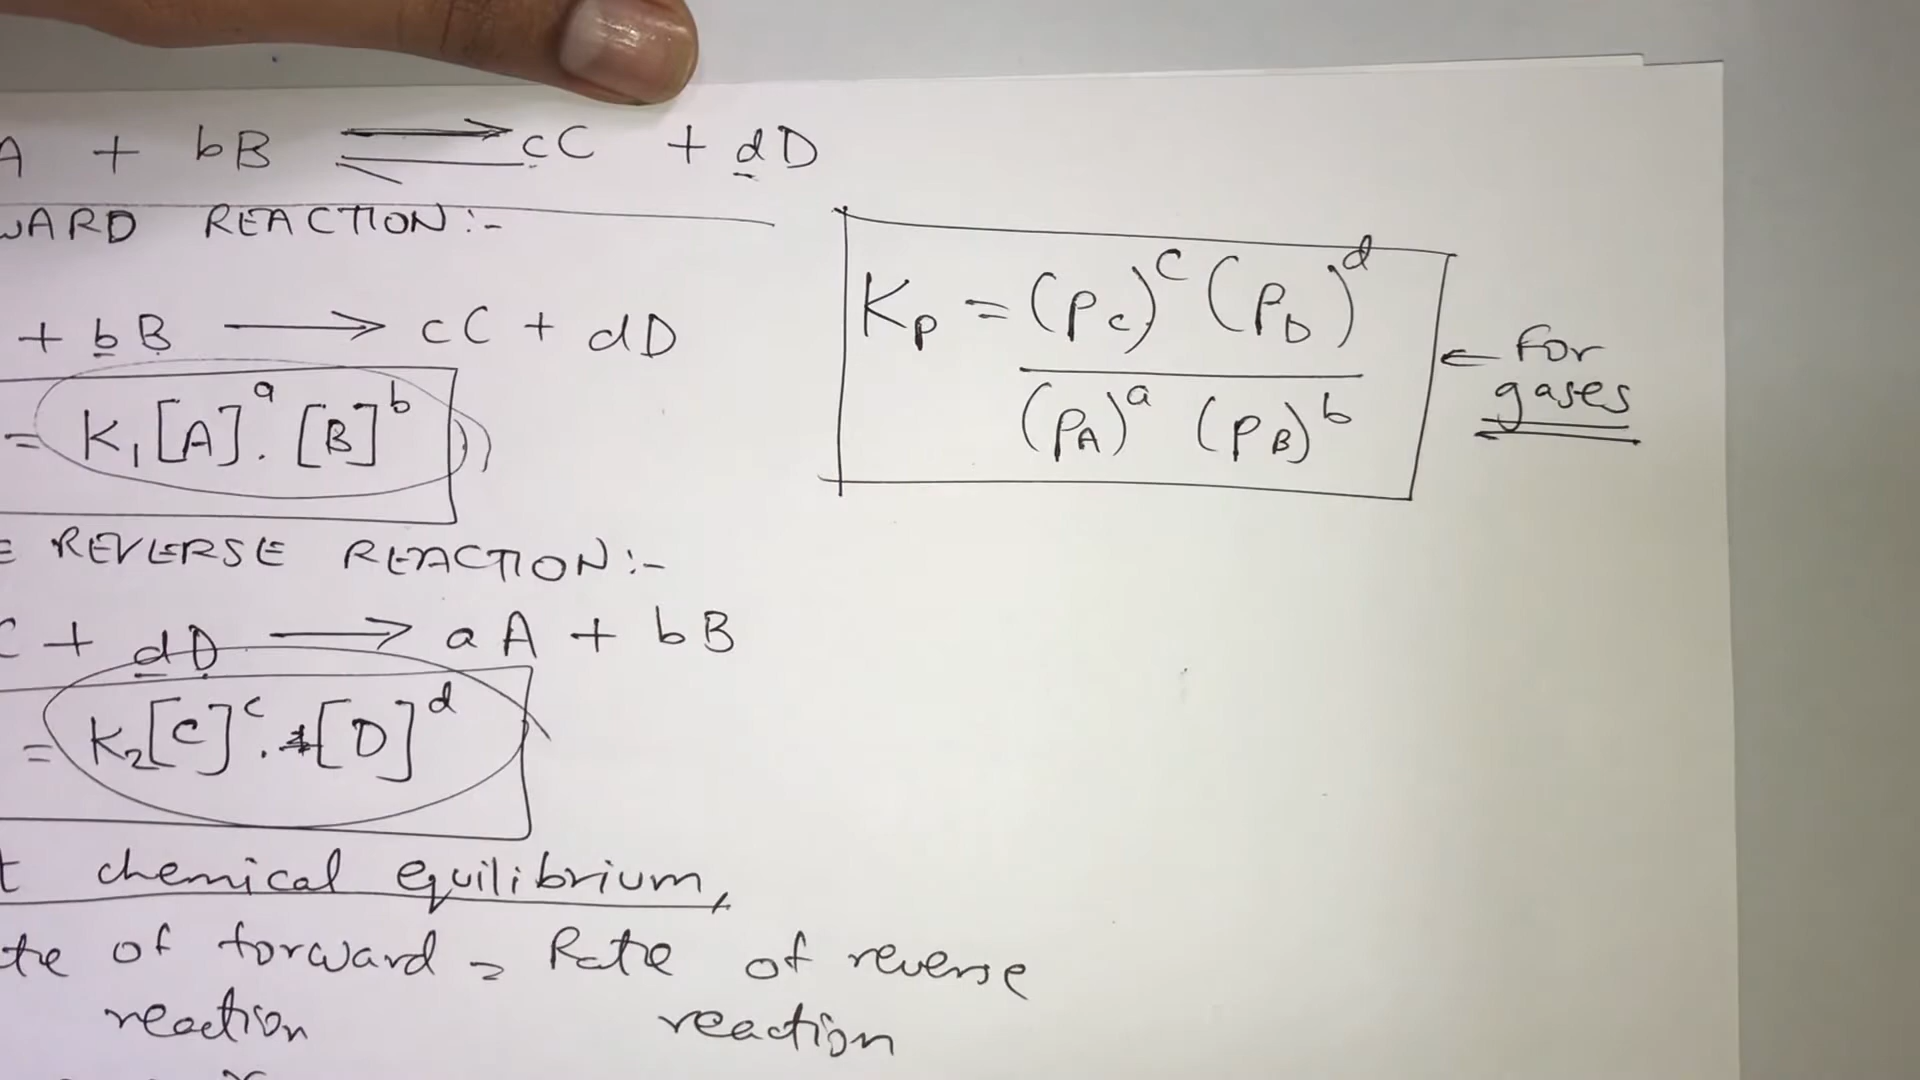 A + bB ⇌ cC + dD
WARD REACTION:-
+ bB ⟶ cC + dD
= K₁[A]ᵃ . [B]ᵇ
E REVERSE REACTION:-
C + dD ⟶ aA + bB
= K₂[C]ᶜ . [D]ᵈ
t chemical equilibrium,
te of forward = Rate of reverse
reaction reaction
Kp = (pC)ᶜ (pD)ᵈ
(pA)ᵃ (pB)ᵇ
← For
gases